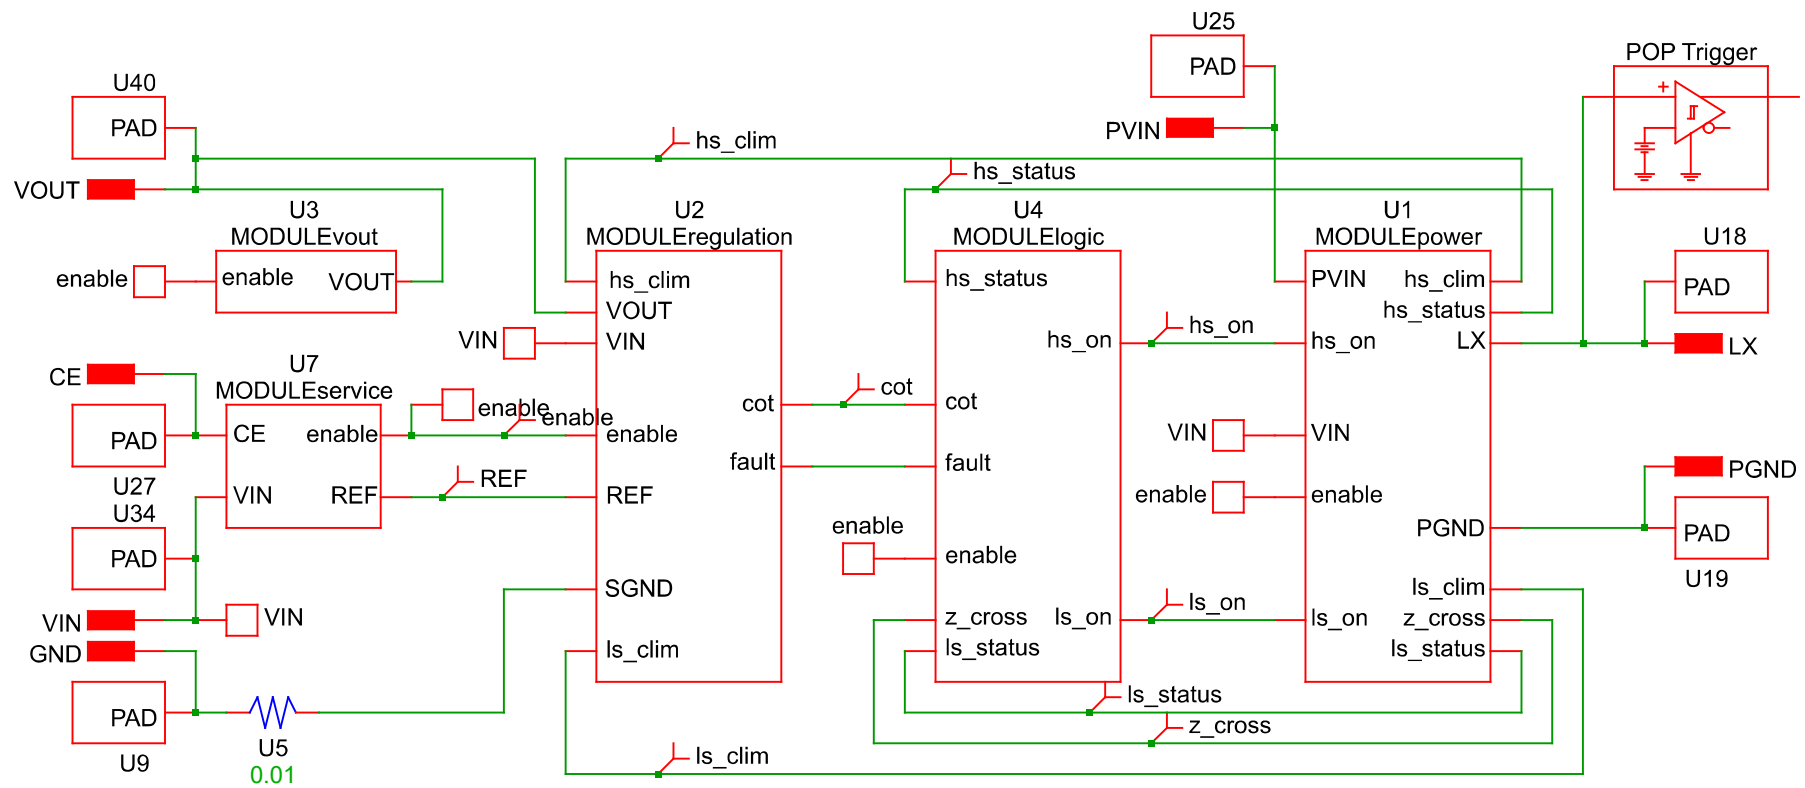 U25
PAD
PVIN
POP Trigger
+
U40
PAD
VOUT
U3
MODULEvout
enable
enable
VOUT
hs_clim
hs_status
U2
MODULEregulation
hs_clim
VOUT
VIN
VIN
cot
enable
fault
REF
SGND
ls_clim
U4
MODULElogic
hs_status
hs_on
cot
fault
enable
enable
z_cross
ls_on
ls_status
U1
MODULEpower
PVIN
hs_clim
hs_status
hs_on
LX
VIN
VIN
enable
enable
PGND
ls_clim
ls_on
z_cross
ls_status
hs_on
cot
ls_on
U18
PAD
LX
PGND
PAD
U19
CE
U7
MODULEservice
PAD
CE
enable
enable
enable
U27
U34
VIN
REF
REF
PAD
VIN
VIN
GND
PAD
U9
U5
0.01
ls_status
z_cross
ls_clim